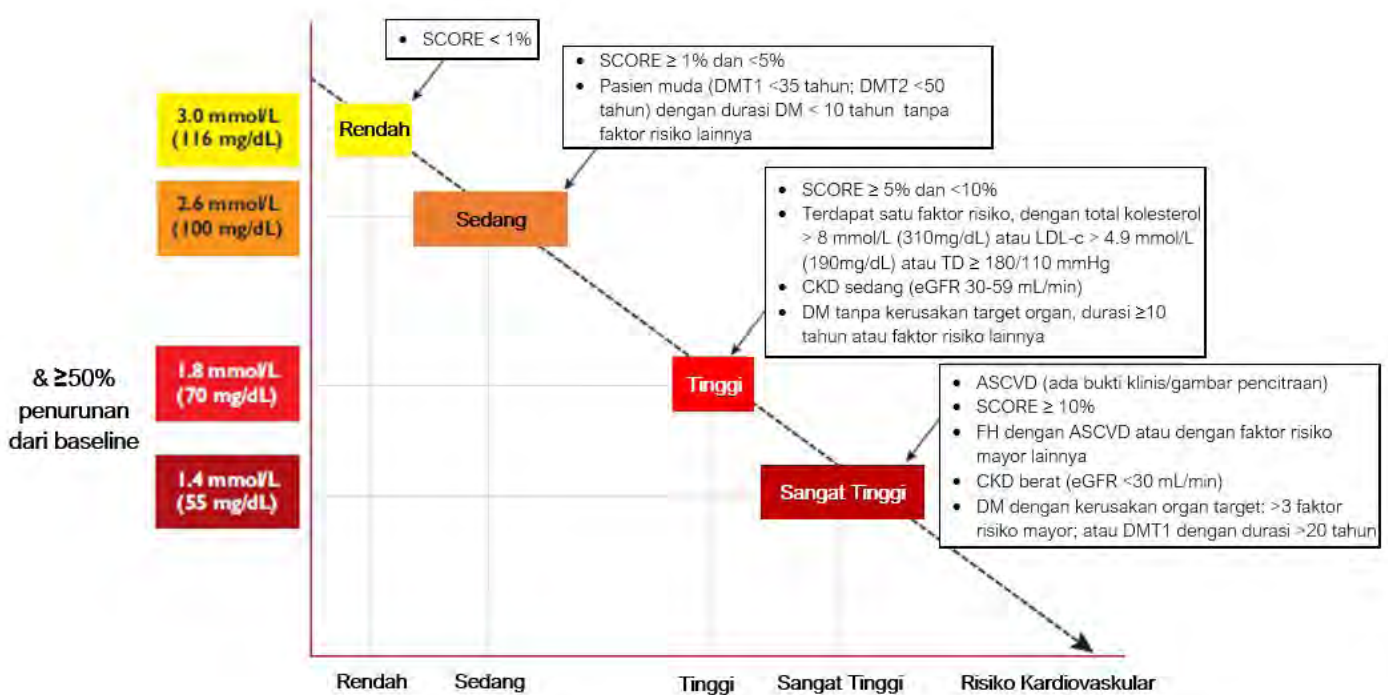 • SCORE < 1%
• SCORE ≥ 1% dan <5%
• Pasien muda (DMT1 <35 tahun; DMT2 <50
tahun) dengan durasi DM < 10 tahun tanpa
faktor risiko lainnya
3.0 mmol/L
(116 mg/dL)
Rendah
2.6 mmol/L
(100 mg/dL)
Sedang
• SCORE ≥ 5% dan <10%
• Terdapat satu faktor risiko, dengan total kolesterol
> 8 mmol/L (310mg/dL) atau LDL-c > 4.9 mmol/L
(190mg/dL) atau TD ≥ 180/110 mmHg
• CKD sedang (eGFR 30-59 mL/min)
• DM tanpa kerusakan target organ, durasi ≥10
tahun atau faktor risiko lainnya
& ≥50%
penurunan
dari baseline
1.8 mmol/L
(70 mg/dL)
Tinggi
1.4 mmol/L
(55 mg/dL)
Sangat Tinggi
• ASCVD (ada bukti klinis/gambar pencitraan)
• SCORE ≥ 10%
• FH dengan ASCVD atau dengan faktor risiko
mayor lainnya
• CKD berat (eGFR <30 mL/min)
• DM dengan kerusakan organ target: >3 faktor
risiko mayor; atau DMT1 dengan durasi >20 tahun
Rendah
Sedang
Tinggi
Sangat Tinggi
Risiko Kardiovaskular